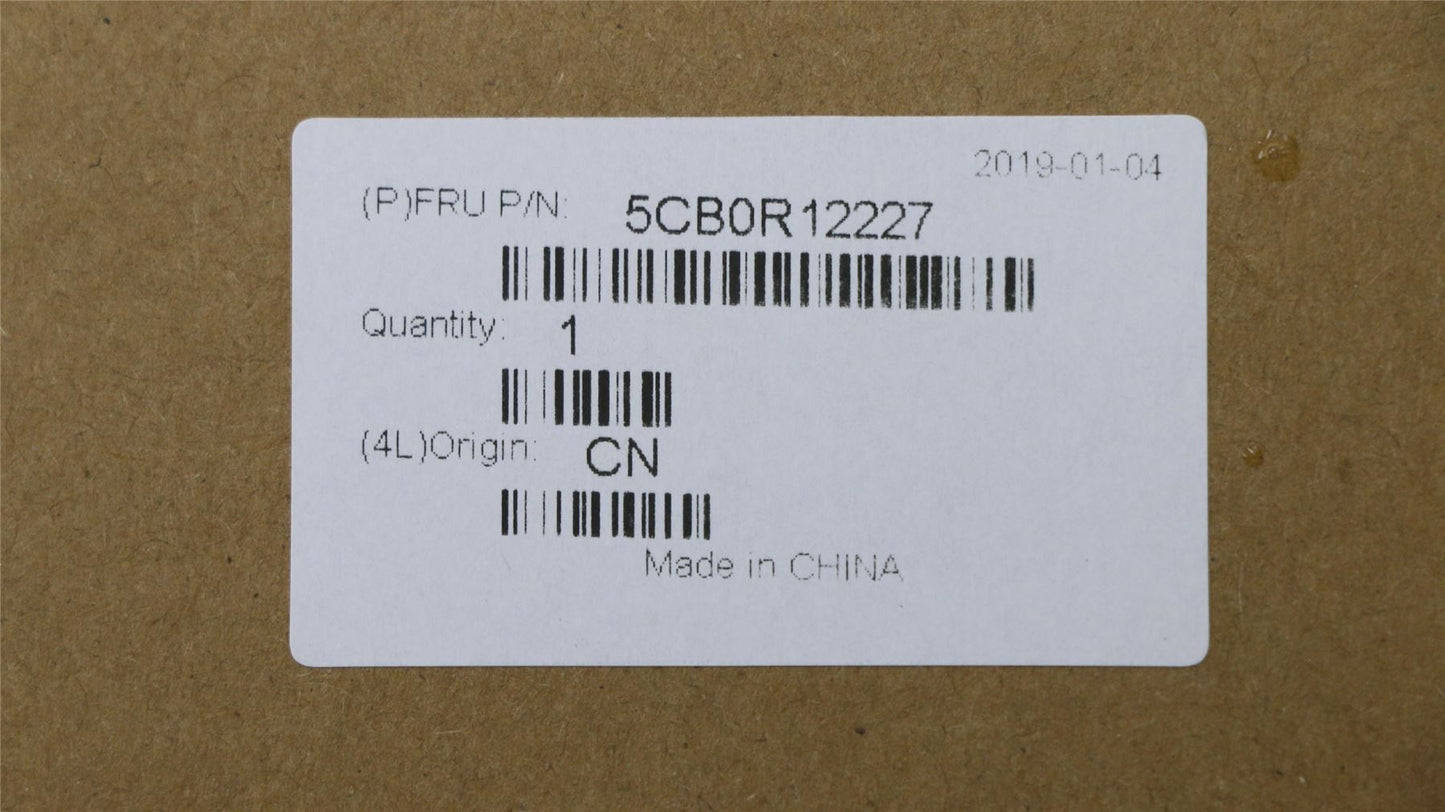 2019-01-04
(P)FRU P/N: 5CB0R12227
Quantity: 1
(4L)Origin: CN
Made in CHINA